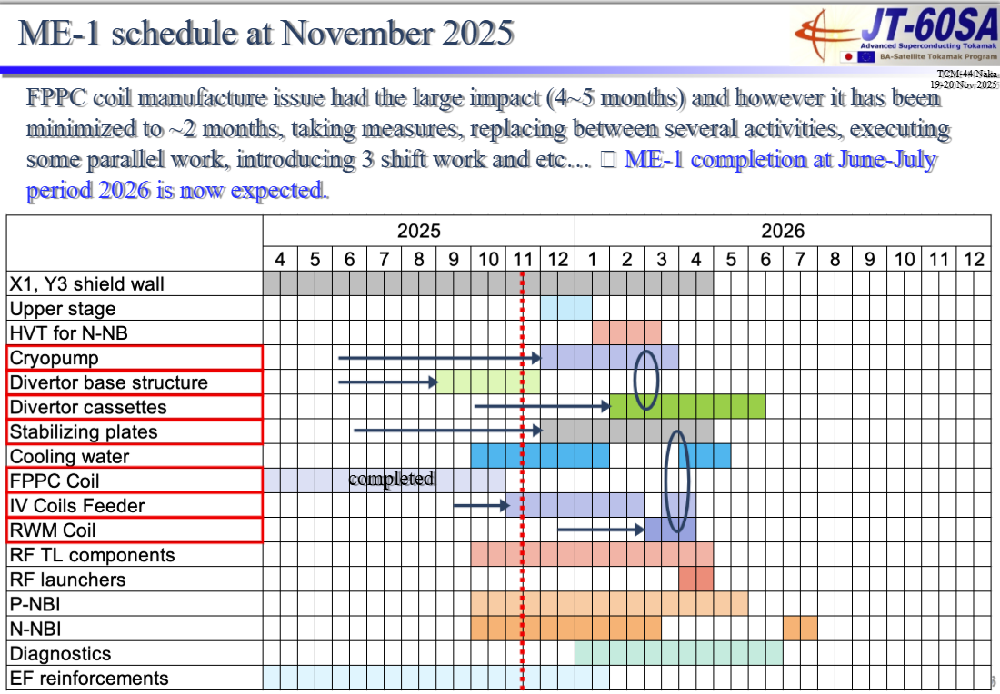 ME-1 schedule at November 2025
JT-60SA
Advanced Superconducting Tokamak
BA-Satellite Tokamak Program
TCM-44 Naka
19-20 Nov 2025
FPPC coil manufacture issue had the large impact (4~5 months) and however it has been
minimized to ~2 months, taking measures, replacing between several activities, executing
some parallel work, introducing 3 shift work and etc… ME-1 completion at June-July
period 2026 is now expected.
2025 2026
4 5 6 7 8 9 10 11 12 1 2 3 4 5 6 7 8 9 10 11 12
X1, Y3 shield wall
Upper stage
HVT for N-NB
Cryopump
Divertor base structure
Divertor cassettes
Stabilizing plates
Cooling water
FPPC Coil completed
IV Coils Feeder
RWM Coil
RF TL components
RF launchers
P-NBI
N-NBI
Diagnostics
EF reinforcements